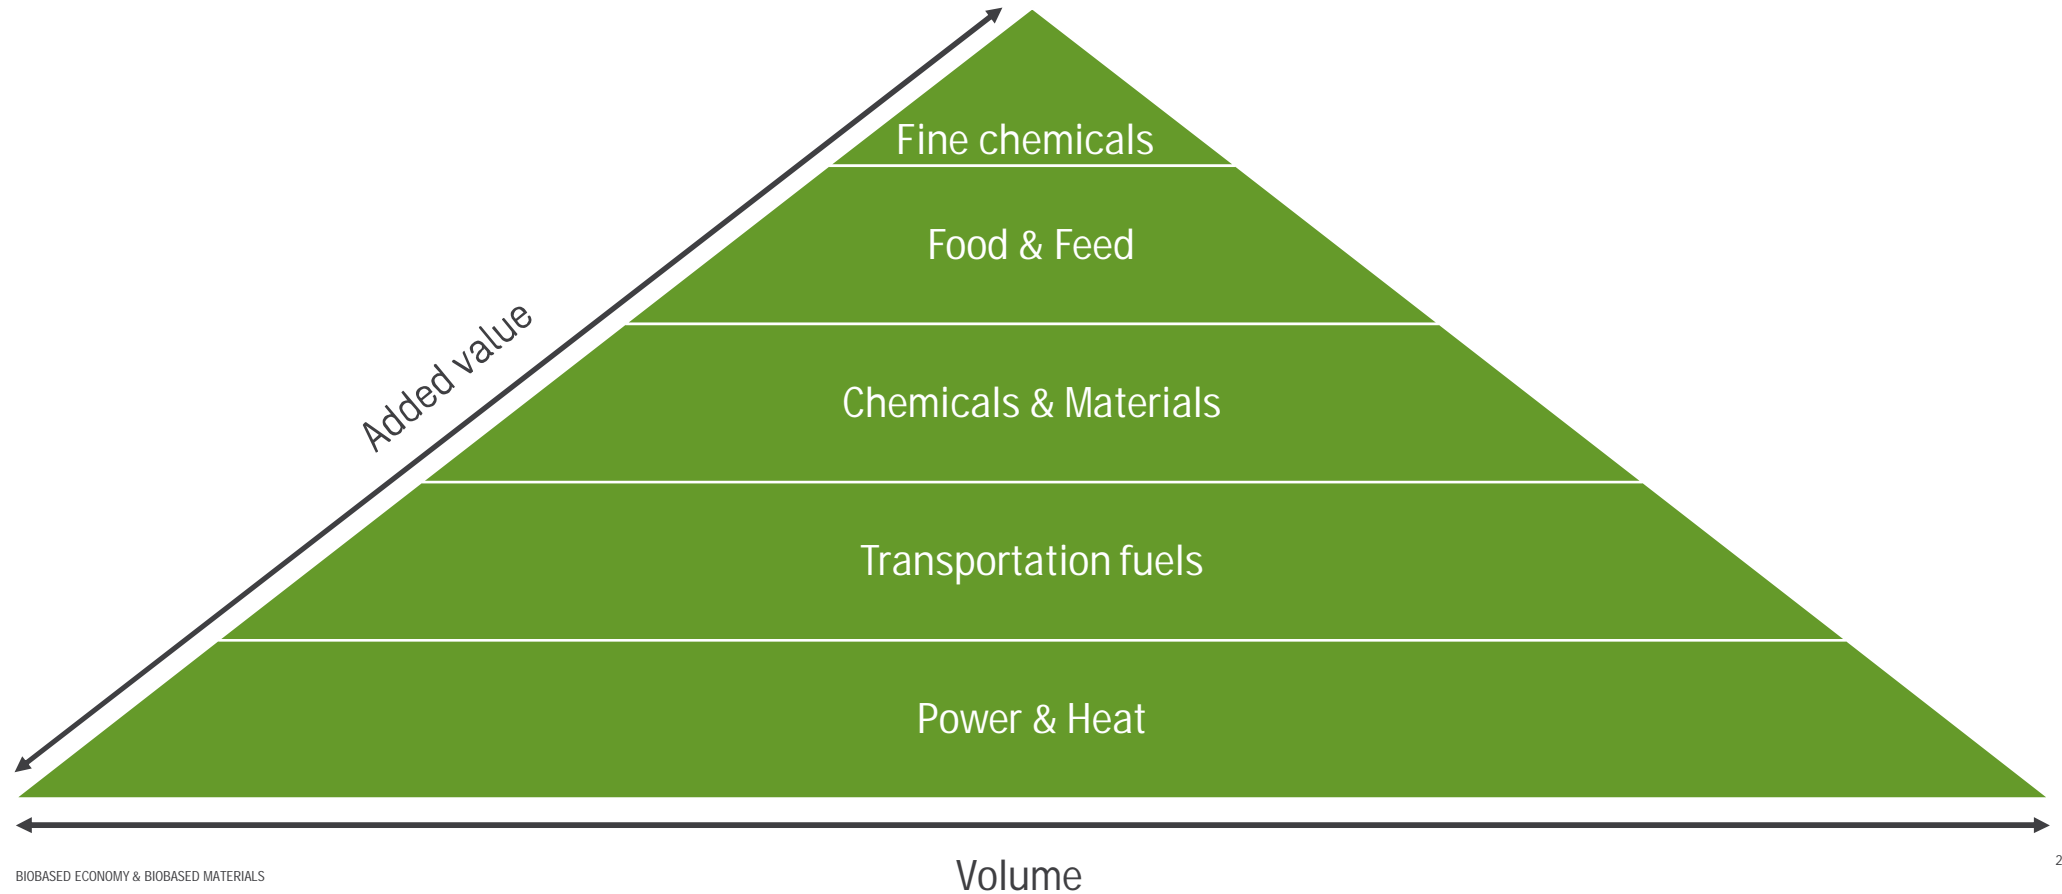 Fine chemicals
Food & Feed
Added value
Chemicals & Materials
Transportation fuels
Power & Heat
Volume
BIOBASED ECONOMY & BIOBASED MATERIALS
2